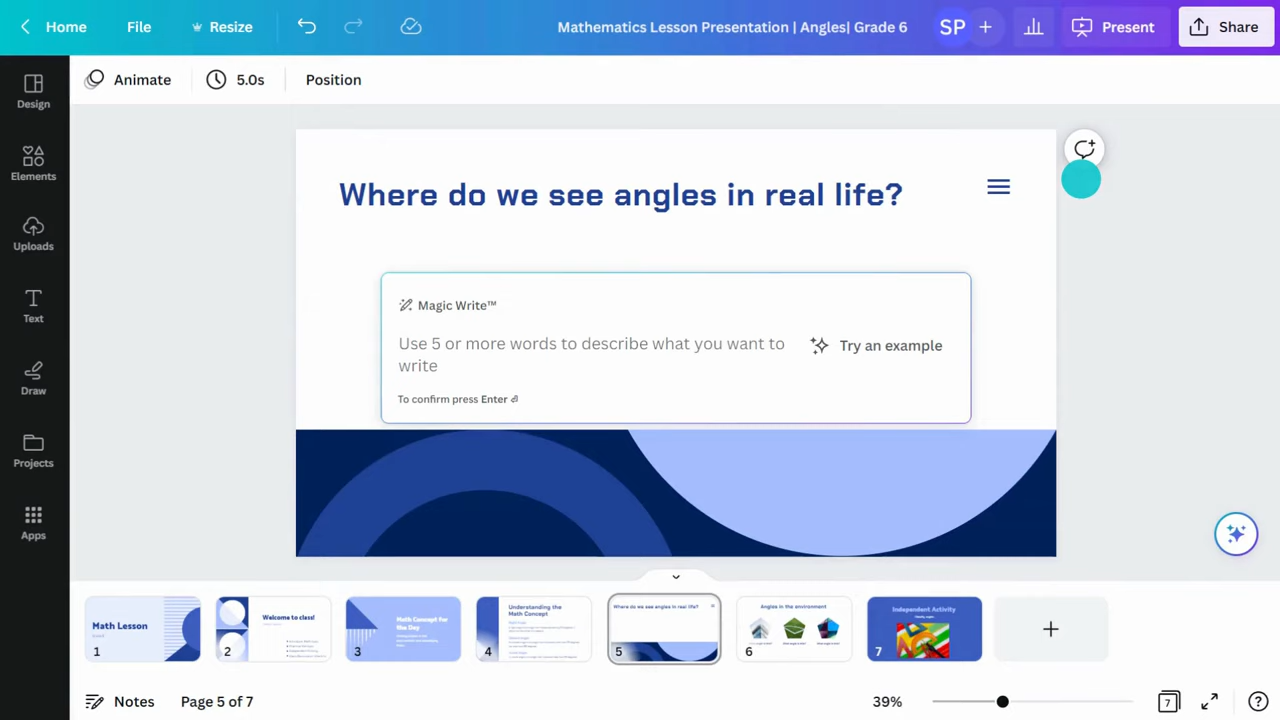 Home
File
Resize
Mathematics Lesson Presentation | Angles| Grade 6
SP
+
Present
Share
Animate
5.0s
Position
Design
Elements
Uploads
Text
Draw
Projects
Apps
Where do we see angles in real life?
Magic Write™
Use 5 or more words to describe what you want to
write
Try an example
To confirm press Enter ⏎
Math Lesson
1
Welcome to class!
2
Math Concept for
the Day
3
Understanding the
Math Concept
4
Where do we see angles in real life?
5
Angles in the environment
6
Independent Activity
7
Notes
Page 5 of 7
39%
7
?